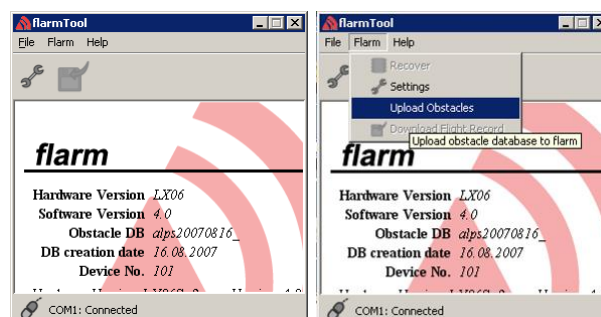 flarmTool
File Flarm Help
flarm
Hardware Version LX06
Software Version 4.0
Obstacle DB alps20070816_
DB creation date 16.08.2007
Device No. 101
COM1: Connected
flarmTool
File Flarm Help
Recover
Settings
Upload Obstacles
Download Flight Record
Upload obstacle database to flarm
flarm
Hardware Version LX06
Software Version 4.0
Obstacle DB alps20070816_
DB creation date 16.08.2007
Device No. 101
COM1: Connected